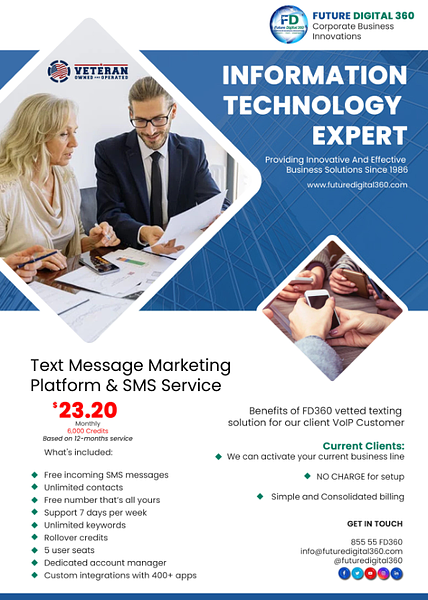 FD
Future Digital 360
FUTURE DIGITAL 360
Corporate Business
Innovations
VETERAN
OWNED AND OPERATED
INFORMATION
TECHNOLOGY
EXPERT
Providing Innovative And Effective
Business Solutions Since 1986
www.futuredigital360.com
Text Message Marketing
Platform & SMS Service
$23.20
Monthly
6,000 Credits
Based on 12-months service
What's included:
Free incoming SMS messages
Unlimited contacts
Free number that's all yours
Support 7 days per week
Unlimited keywords
Rollover credits
5 user seats
Dedicated account manager
Custom integrations with 400+ apps
Benefits of FD360 vetted texting
solution for our client VoIP Customer
Current Clients:
We can activate your current business line
NO CHARGE for setup
Simple and Consolidated billing
GET IN TOUCH
855 55 FD360
info@futuredigital360.com
@futuredigital360